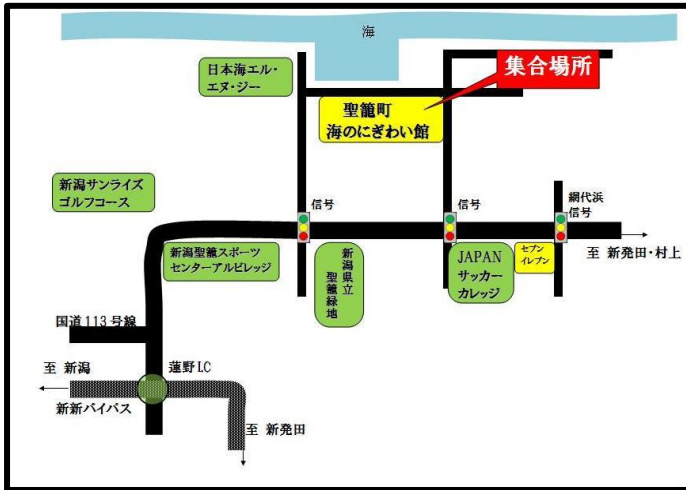 海
日本海エル・
エヌ・ジー
集合場所
聖籠町
海のにぎわい館
新潟サンライズ
ゴルフコース
信号
信号
網代浜
信号
新潟聖籠スポーツ
センターアルビレッジ
新潟県立
聖籠緑地
JAPAN
サッカー
カレッジ
セブン
イレブン
至 新発田・村上
国道113号線
至 新潟
蓮野I.C
新新バイパス
至 新発田